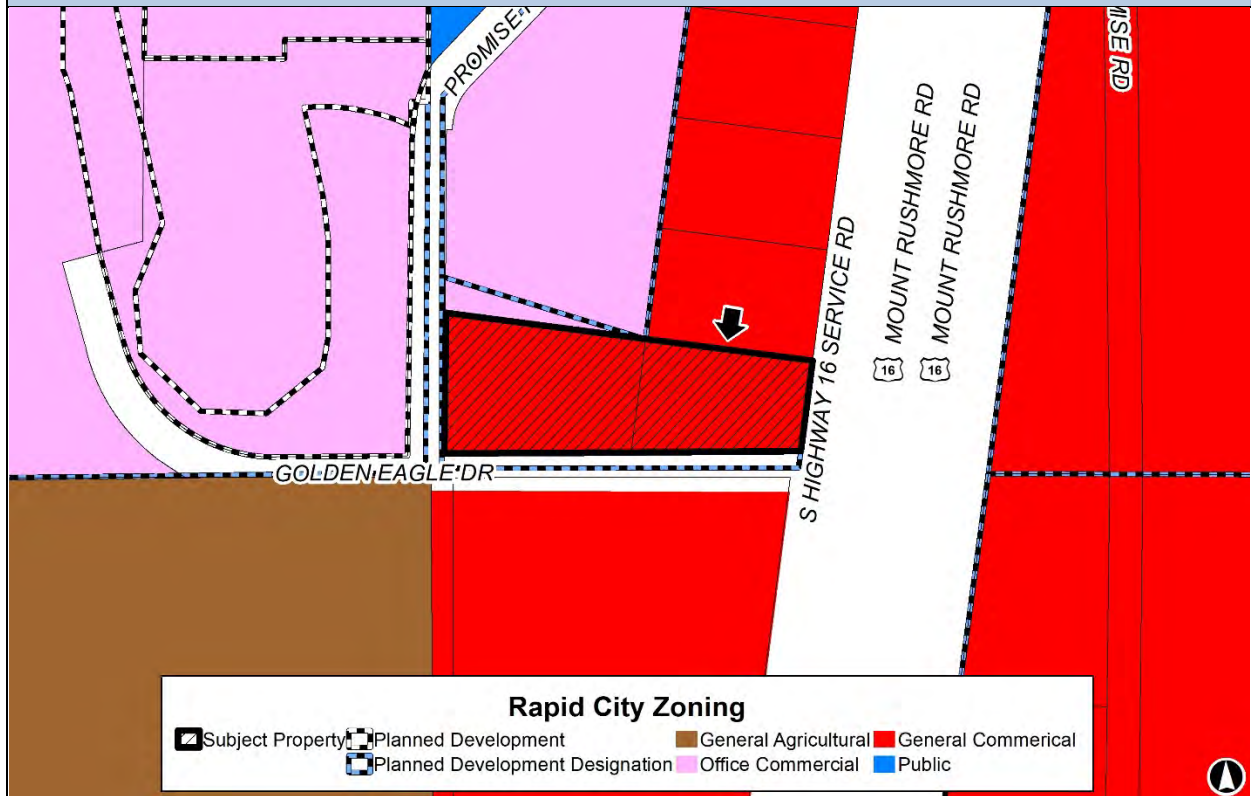 PROMISE
MISE RD
MOUNT RUSHMORE RD
MOUNT RUSHMORE RD
16
16
S HIGHWAY 16 SERVICE RD
GOLDEN EAGLE DR
Rapid City Zoning
Subject Property Planned Development General Agricultural General Commerical
Planned Development Designation Office Commercial Public